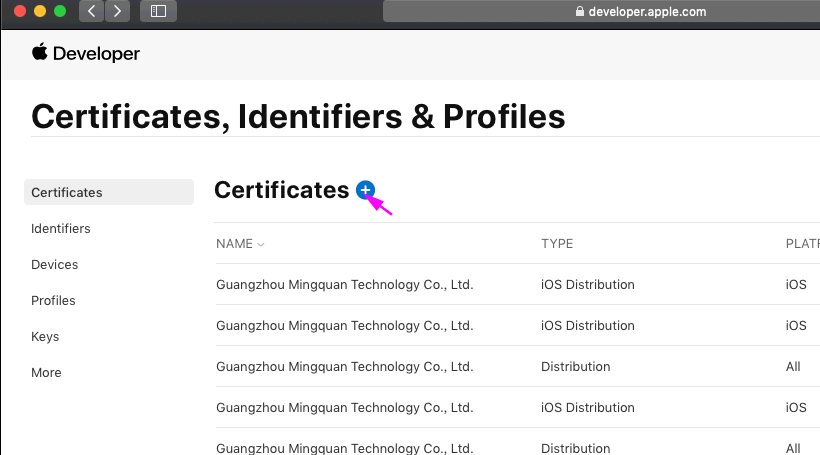 developer.apple.com
Developer
Certificates, Identifiers & Profiles
Certificates
Identifiers
Devices
Profiles
Keys
More
Certificates
NAME TYPE
Guangzhou Mingquan Technology Co., Ltd. iOS Distribution iOS
Guangzhou Mingquan Technology Co., Ltd. iOS Distribution iOS
Guangzhou Mingquan Technology Co., Ltd. Distribution All
Guangzhou Mingquan Technology Co., Ltd. iOS Distribution iOS
Guangzhou Mingquan Technology Co., Ltd. Distribution All